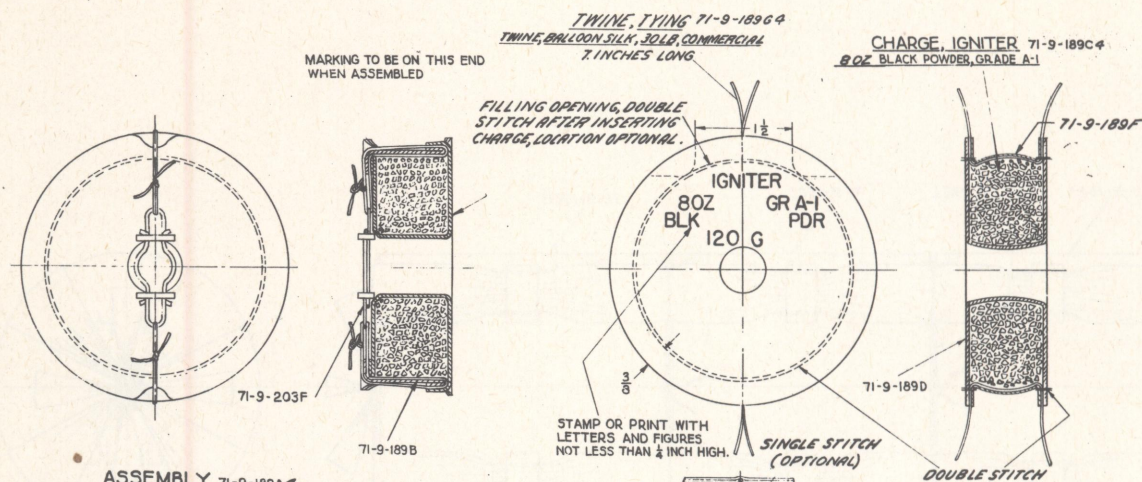 TWINE, TYING 71-9-189G4
TWINE, BALLOON SILK, 30 LB, COMMERCIAL
7. INCHES LONG
MARKING TO BE ON THIS END
WHEN ASSEMBLED
CHARGE, IGNITER 71-9-189C4
8 OZ BLACK POWDER, GRADE A-1
FILLING OPENING, DOUBLE
STITCH AFTER INSERTING
CHARGE, LOCATION OPTIONAL.
1 1/2
71-9-189F
IGNITER
8OZ GR A-1
BLK PDR
120 G
71-9-203F
71-9-189B
3/8
71-9-189D
STAMP OR PRINT WITH
LETTERS AND FIGURES
NOT LESS THAN 1/4 INCH HIGH.
SINGLE STITCH
(OPTIONAL)
DOUBLE STITCH
ASSEMBLY 71-9-189A4